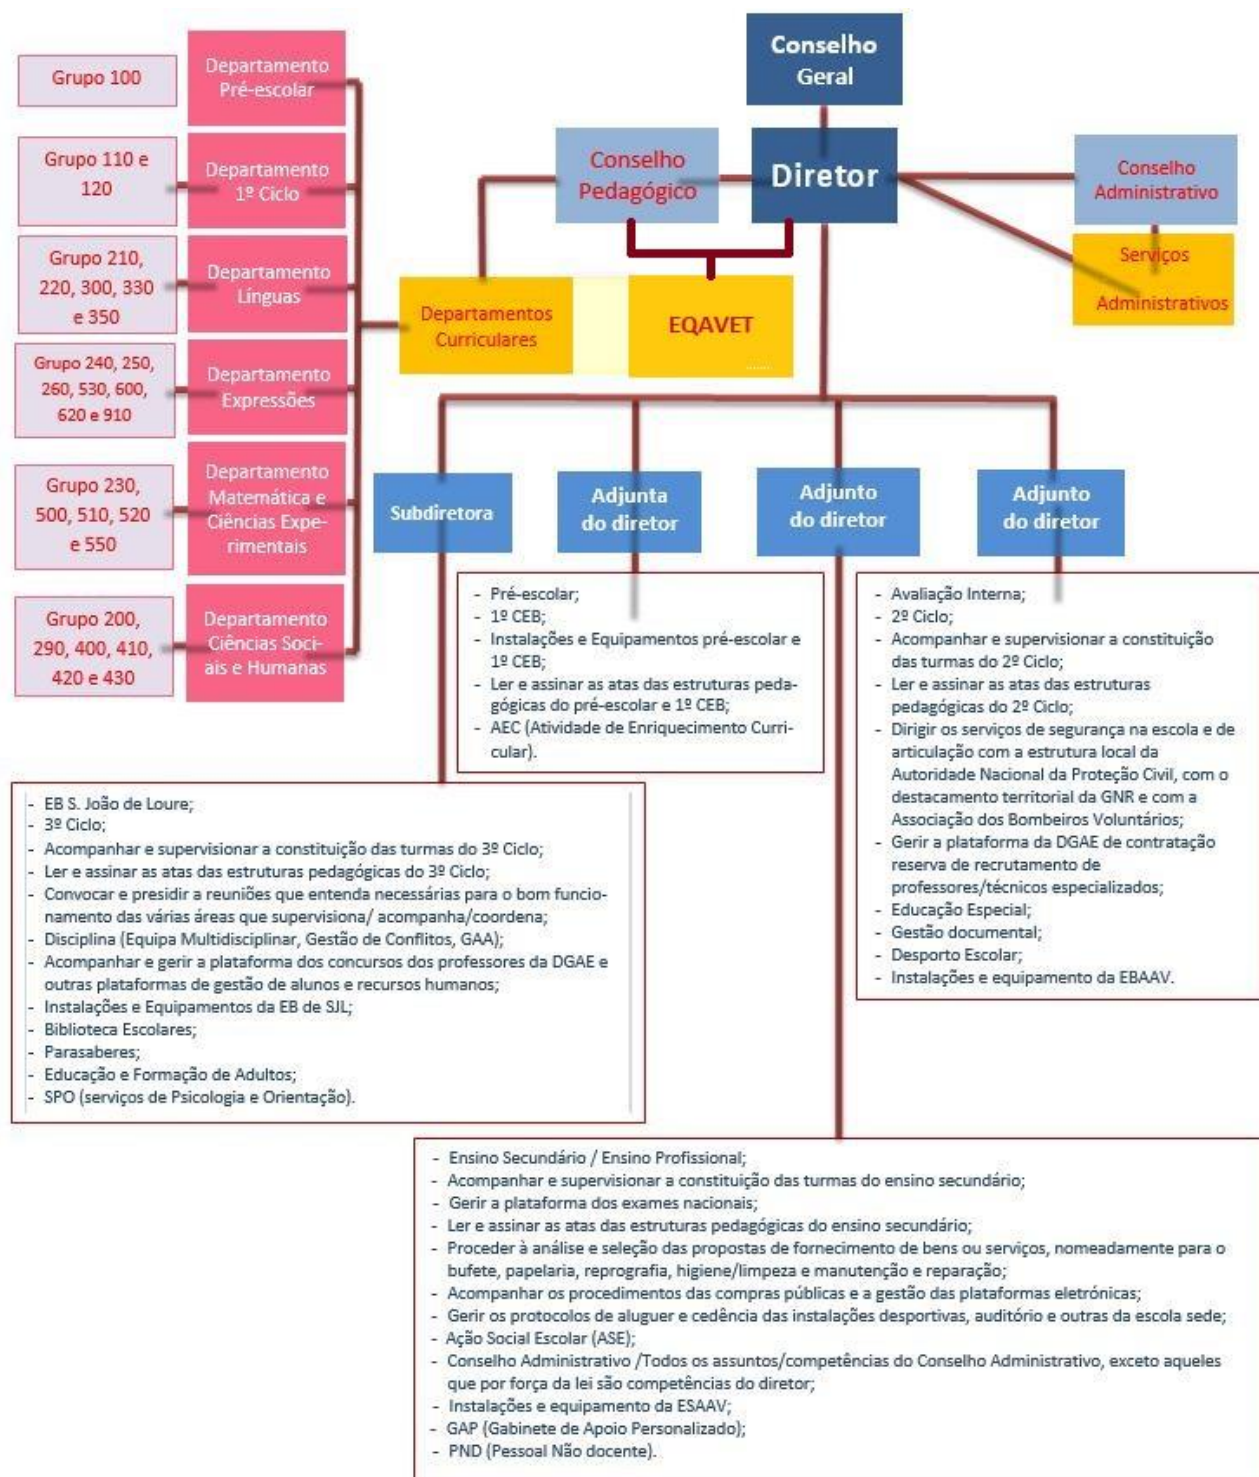 Conselho
Geral
Diretor
Conselho
Pedagógico
Conselho
Administrativo
Serviços
Administrativos
EQAVET
Departamentos
Curriculares
Departamento
Pré-escolar
Grupo 100
Departamento
1º Ciclo
Grupo 110 e
120
Departamento
Línguas
Grupo 210,
220, 300, 330
e 350
Departamento
Expressões
Grupo 240, 250,
260, 530, 600,
620 e 910
Departamento
Matemática e
Ciências Expe-
rimentais
Grupo 230,
500, 510, 520
e 550
Departamento
Ciências Soci-
ais e Humanas
Grupo 200,
290, 400, 410,
420 e 430
Subdiretora
Adjunta
do diretor
Adjunto
do diretor
Adjunto
do diretor
- Pré-escolar;
- 1º CEB;
- Instalações e Equipamentos pré-escolar e
1º CEB;
- Ler e assinar as atas das estruturas peda-
gógicas do pré-escolar e 1º CEB;
- AEC (Atividade de Enriquecimento Curri-
cular).
- Avaliação Interna;
- 2º Ciclo;
- Acompanhar e supervisionar a constituição
das turmas do 2º Ciclo;
- Ler e assinar as atas das estruturas
pedagógicas do 2º Ciclo;
- Dirigir os serviços de segurança na escola e de
articulação com a estrutura local da
Autoridade Nacional da Proteção Civil, com o
destacamento territorial da GNR e com a
Associação dos Bombeiros Voluntários;
- Gerir a plataforma da DGAE de contratação
reserva de recrutamento de
professores/técnicos especializados;
- Educação Especial;
- Gestão documental;
- Desporto Escolar;
- Instalações e equipamento da EBAAV.
- EB S. João de Loure;
- 3º Ciclo;
- Acompanhar e supervisionar a constituição das turmas do 3º Ciclo;
- Ler e assinar as atas das estruturas pedagógicas do 3º Ciclo;
- Convocar e presidir a reuniões que entenda necessárias para o bom funcio-
namento das várias áreas que supervisiona/ acompanha/coordena;
- Disciplina (Equipa Multidisciplinar, Gestão de Conflitos, GAA);
- Acompanhar e gerir a plataforma dos concursos dos professores da DGAE e
outras plataformas de gestão de alunos e recursos humanos;
- Instalações e Equipamentos da EB de SJL;
- Biblioteca Escolares;
- Parasaberes;
- Educação e Formação de Adultos;
- SPO (serviços de Psicologia e Orientação).
- Ensino Secundário / Ensino Profissional;
- Acompanhar e supervisionar a constituição das turmas do ensino secundário;
- Gerir a plataforma dos exames nacionais;
- Ler e assinar as atas das estruturas pedagógicas do ensino secundário;
- Proceder à análise e seleção das propostas de fornecimento de bens ou serviços, nomeadamente para o
bufete, papelaria, reprografia, higiene/limpeza e manutenção e reparação;
- Acompanhar os procedimentos das compras públicas e a gestão das plataformas eletrónicas;
- Gerir os protocolos de aluguer e cedência das instalações desportivas, auditório e outras da escola sede;
- Ação Social Escolar (ASE);
- Conselho Administrativo /Todos os assuntos/competências do Conselho Administrativo, exceto aqueles
que por força da lei são competências do diretor;
- Instalações e equipamento da ESAAV;
- GAP (Gabinete de Apoio Personalizado);
- PND (Pessoal Não docente).